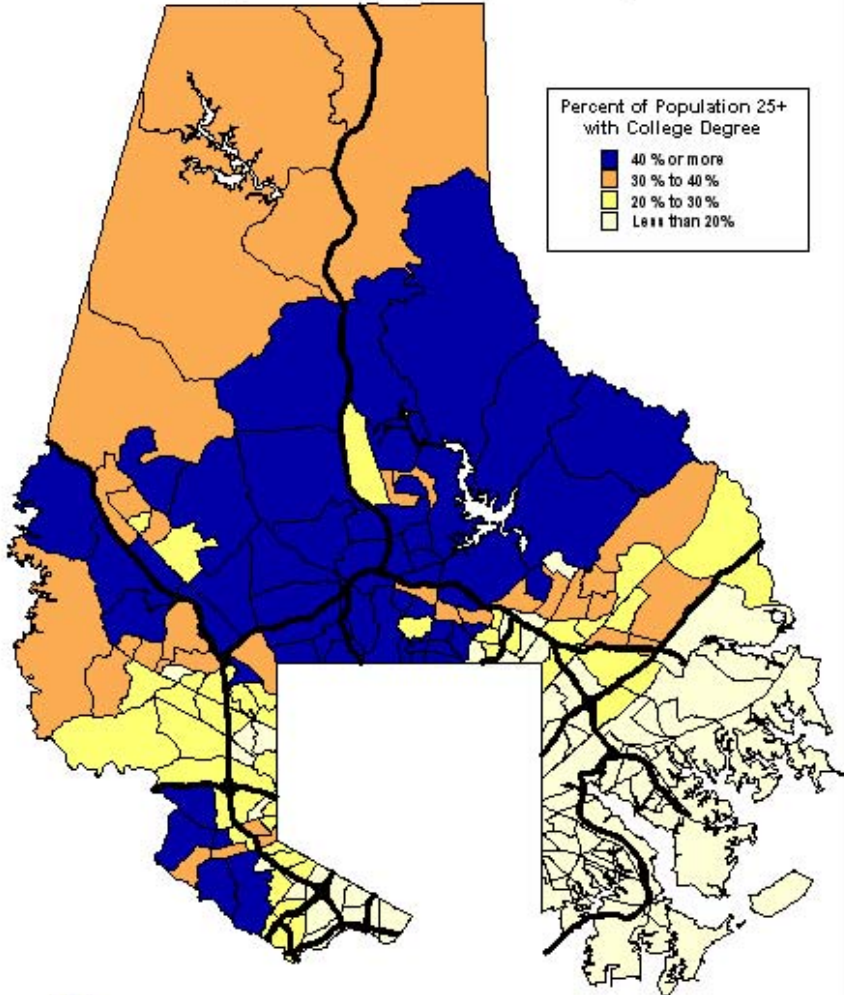 Percent of Population 25+
with College Degree
40 % or more
30 % to 40 %
20 % to 30 %
Less than 20%